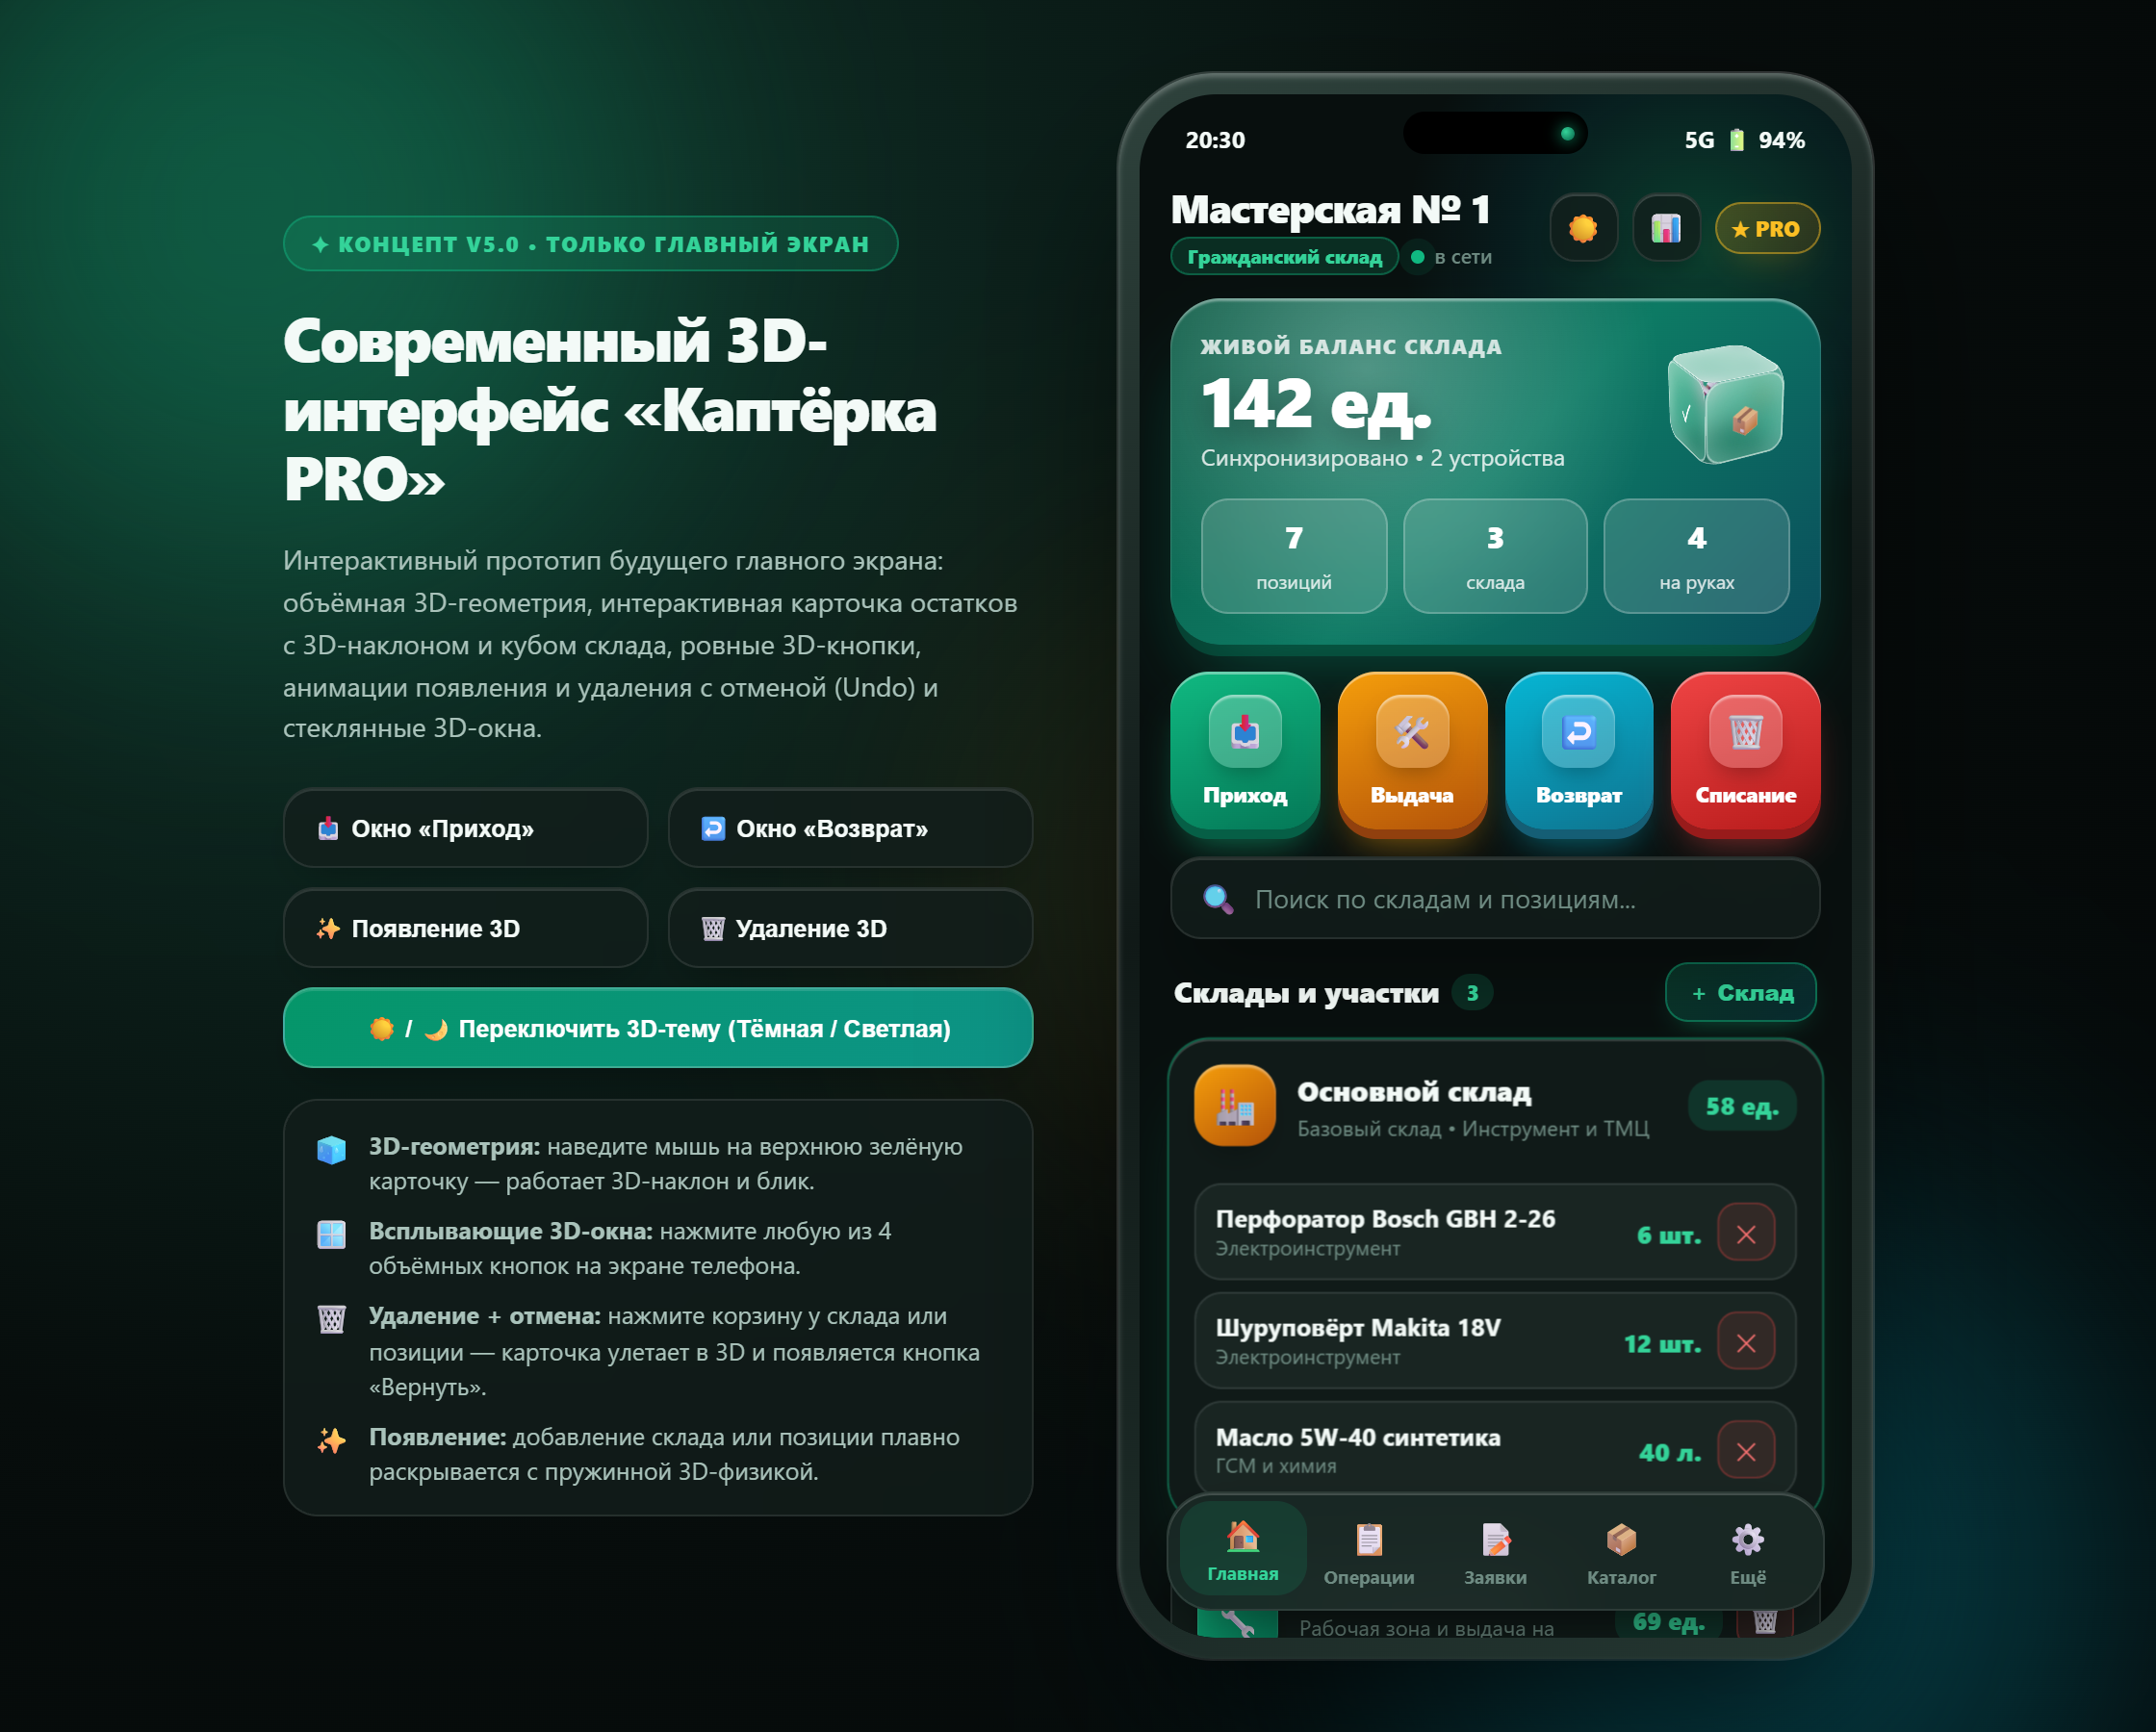 ✦ КОНЦЕПТ V5.0 • ТОЛЬКО ГЛАВНЫЙ ЭКРАН
Современный 3D-
интерфейс «Каптёрка
PRO»
Интерактивный прототип будущего главного экрана:
объёмная 3D-геометрия, интерактивная карточка остатков
с 3D-наклоном и кубом склада, ровные 3D-кнопки,
анимации появления и удаления с отменой (Undo) и
стеклянные 3D-окна.
Окно «Приход»
Окно «Возврат»
Появление 3D
Удаление 3D
/ Переключить 3D-тему (Тёмная / Светлая)
3D-геометрия: наведите мышь на верхнюю зелёную
карточку — работает 3D-наклон и блик.
Всплывающие 3D-окна: нажмите любую из 4
объёмных кнопок на экране телефона.
Удаление + отмена: нажмите корзину у склада или
позиции — карточка улетает в 3D и появляется кнопка
«Вернуть».
Появление: добавление склада или позиции плавно
раскрывается с пружинной 3D-физикой.
20:30
5G 94%
Мастерская № 1
Гражданский склад
в сети
★ PRO
ЖИВОЙ БАЛАНС СКЛАДА
142 ед.
Синхронизировано • 2 устройства
√
7
позиций
3
склада
4
на руках
Приход
Выдача
Возврат
Списание
Поиск по складам и позициям...
Склады и участки 3
+ Склад
Основной склад
Базовый склад • Инструмент и ТМЦ
58 ед.
Перфоратор Bosch GBH 2-26
Электроинструмент
6 шт.
Шуруповёрт Makita 18V
Электроинструмент
12 шт.
Масло 5W-40 синтетика
ГСМ и химия
40 л.
Главная
Операции
Заявки
Каталог
Ещё
Рабочая зона и выдача на
69 ед.